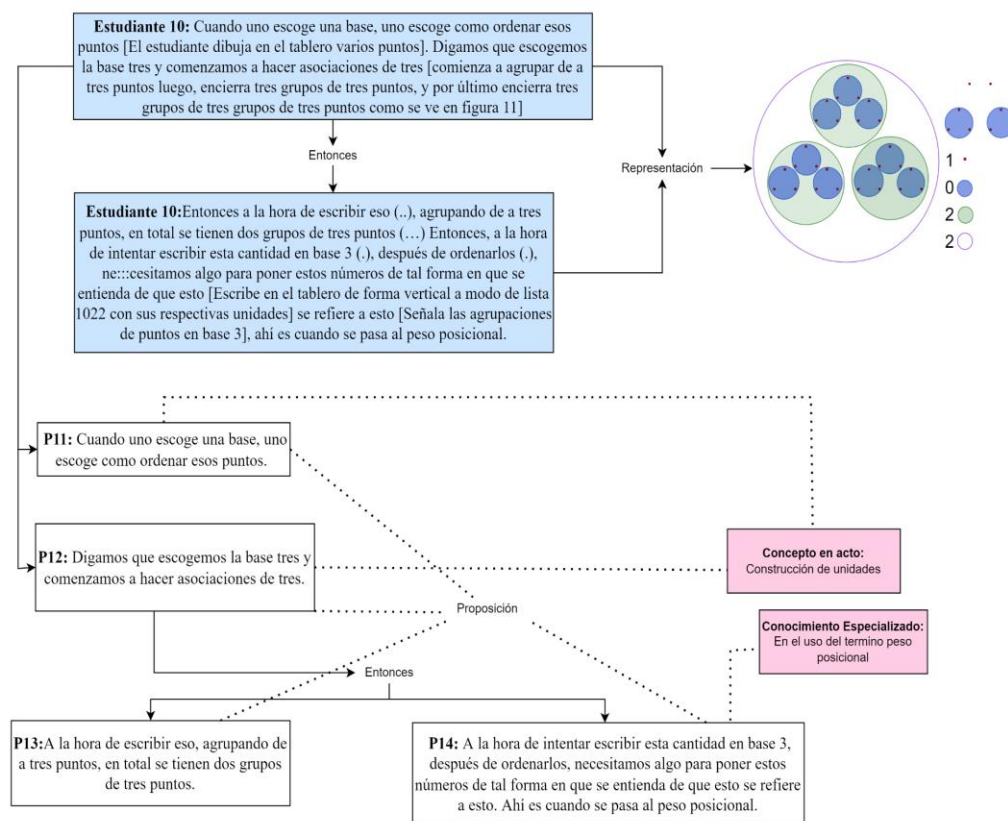 Estudiante 10: Cuando uno escoge una base, uno escoge como ordenar esos
puntos [El estudiante dibuja en el tablero varios puntos]. Digamos que escogemos
la base tres y comenzamos a hacer asociaciones de tres [comienza a agrupar de a
tres puntos luego, encierra tres grupos de tres puntos, y por último encierra tres
grupos de tres grupos de tres puntos como se ve en figura 11]
Entonces
Representación
1
0
2
2
Estudiante 10:Entonces a la hora de escribir eso (..), agrupando de a tres
puntos, en total se tienen dos grupos de tres puntos (…) Entonces, a la hora
de intentar escribir esta cantidad en base 3 (.), después de ordenarlos (.),
ne:::cesitamos algo para poner estos números de tal forma en que se
entienda de que esto [Escribe en el tablero de forma vertical a modo de lista
1022 con sus respectivas unidades] se refiere a esto [Señala las agrupaciones
de puntos en base 3], ahí es cuando se pasa al peso posicional.
P11: Cuando uno escoge una base, uno
escoge como ordenar esos puntos.
P12: Digamos que escogemos la base tres y
comenzamos a hacer asociaciones de tres.
Concepto en acto:
Construcción de unidades
Proposición
Conocimiento Especializado:
En el uso del termino peso
posicional
Entonces
P13:A la hora de escribir eso, agrupando de
a tres puntos, en total se tienen dos grupos
de tres puntos.
P14: A la hora de intentar escribir esta cantidad en base 3,
después de ordenarlos, necesitamos algo para poner estos
números de tal forma en que se entienda de que esto se refiere
a esto. Ahí es cuando se pasa al peso posicional.